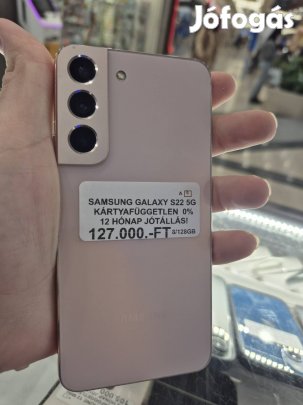 Jófogás
SAMSUNG GALAXY S22 5G
KÁRTYAFÜGGETLEN 0%
12 HÓNAP JÓTÁLLÁS!
127.000.-FT 8/128GB